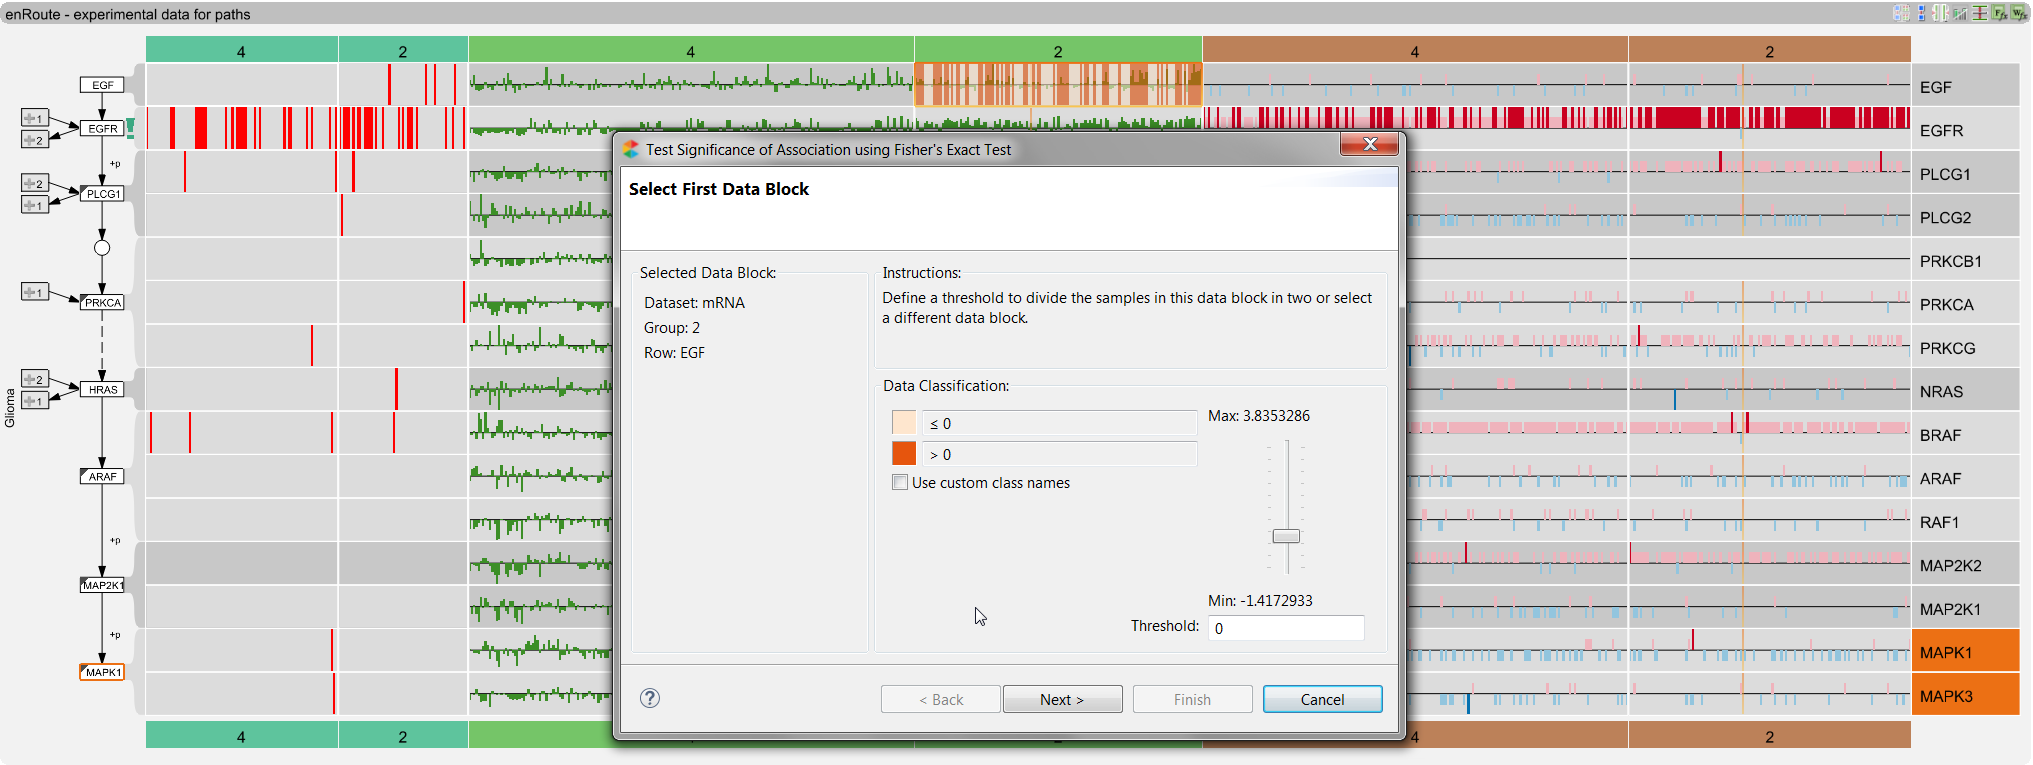 enRoute - experimental data for paths
Fƒx
Wƒx
4
2
4
2
4
2
EGF
EGF
1
2
EGFR
EGFR
+p
PLCG1
2
1
PLCG1
PLCG2
PRKCB1
1
PRKCA
PRKCA
PRKCG
Glioma
2
1
HRAS
NRAS
BRAF
ARAF
ARAF
RAF1
+p
MAP2K1
MAP2K2
MAP2K1
+p
MAPK1
MAPK1
MAPK3
Test Significance of Association using Fisher's Exact Test
Select First Data Block
Selected Data Block:
Dataset: mRNA
Group: 2
Row: EGF
Instructions:
Define a threshold to divide the samples in this data block in two or select
a different data block.
Data Classification:
≤ 0
> 0
Use custom class names
Max: 3.8353286
Min: -1.4172933
Threshold: 0
?
< Back
Next >
Finish
Cancel
4
2
4
2